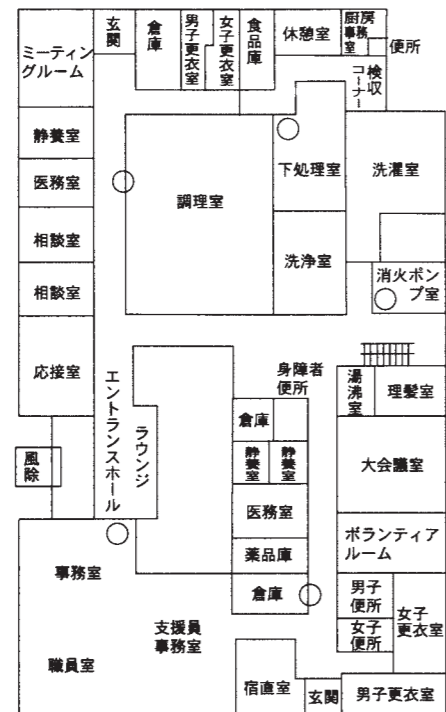 ミーティ
ングルーム
玄関
倉庫
男子更衣室
女子更衣室
食品庫
休憩室
厨房
事務
室
便所
検収
コーナー
静養室
医務室
相談室
相談室
応接室
調理室
下処理室
洗浄室
洗濯室
消火ポン
プ室
エントランスホール
ラウンジ
風除
身障者
便所
倉庫
静養室
静養室
医務室
薬品庫
倉庫
湯沸室
理髪室
大会議室
ボランティア
ルーム
男子
便所
女子
便所
女子
更衣室
事務室
職員室
支援員
事務室
宿直室
玄関
男子更衣室